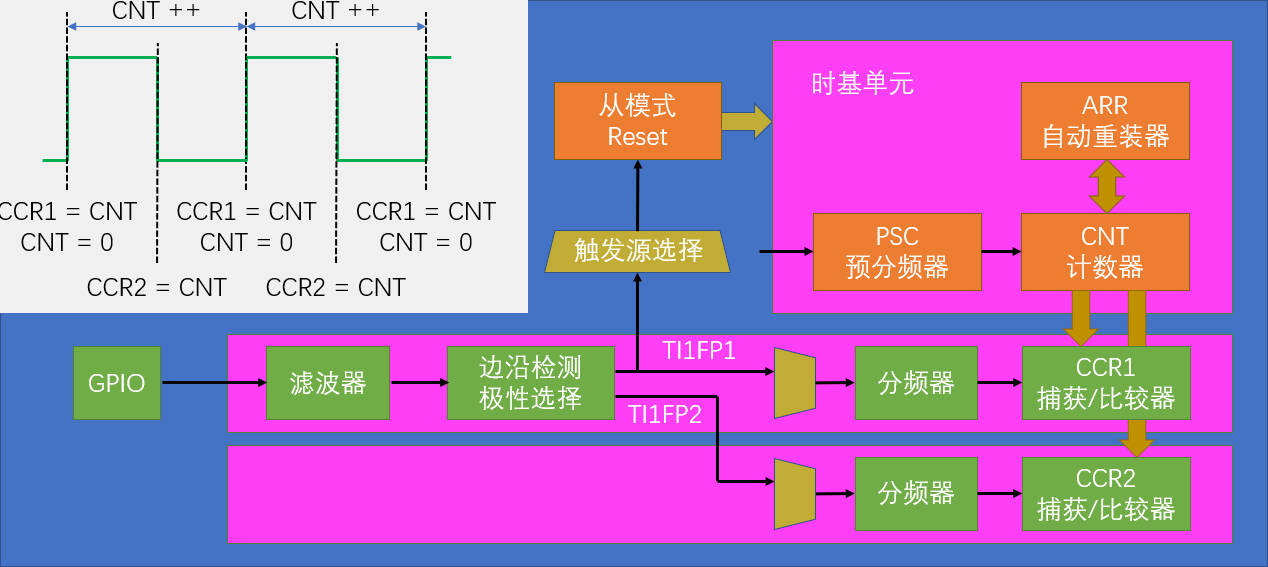 CNT ++
CNT ++
CCR1 = CNT
CNT = 0
CCR1 = CNT
CNT = 0
CCR1 = CNT
CNT = 0
CCR2 = CNT
CCR2 = CNT
从模式
Reset
时基单元
ARR
自动重装器
触发源选择
PSC
预分频器
CNT
计数器
GPIO
滤波器
边沿检测
极性选择
TI1FP1
TI1FP2
分频器
CCR1
捕获/比较器
分频器
CCR2
捕获/比较器